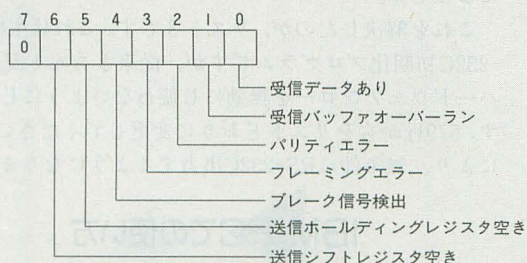 7 6 5 4 3 2 1 0
0
受信データあり
受信バッファオーバーラン
パリティエラー
フレーミングエラー
ブレーク信号検出
送信ホールディングレジスタ空き
送信シフトレジスタ空き